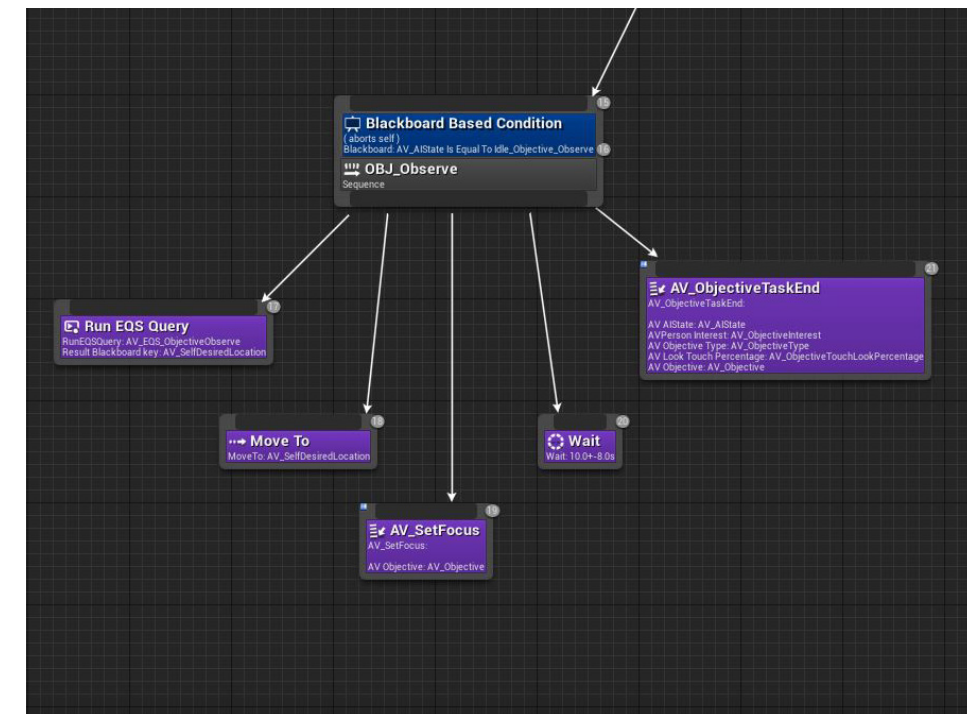 15
Blackboard Based Condition
( aborts self )
Blackboard: AV_AIState Is Equal To Idle_Objective_Observe
16
OBJ_Observe
Sequence
17
Run EQS Query
RunEQSQuery: AV_EQS_ObjectiveObserve
Result Blackboard key: AV_SelfDesiredLocation
18
Move To
MoveTo: AV_SelfDesiredLocation
19
AV_SetFocus
AV_SetFocus:
AV Objective: AV_Objective
20
Wait
Wait: 10.0+-8.0s
21
AV_ObjectiveTaskEnd
AV_ObjectiveTaskEnd:
AV AIState: AV_AIState
AVPerson Interest: AV_ObjectiveInterest
AV Objective Type: AV_ObjectiveType
AV Look Touch Percentage: AV_ObjectiveTouchLookPercentage
AV Objective: AV_Objective